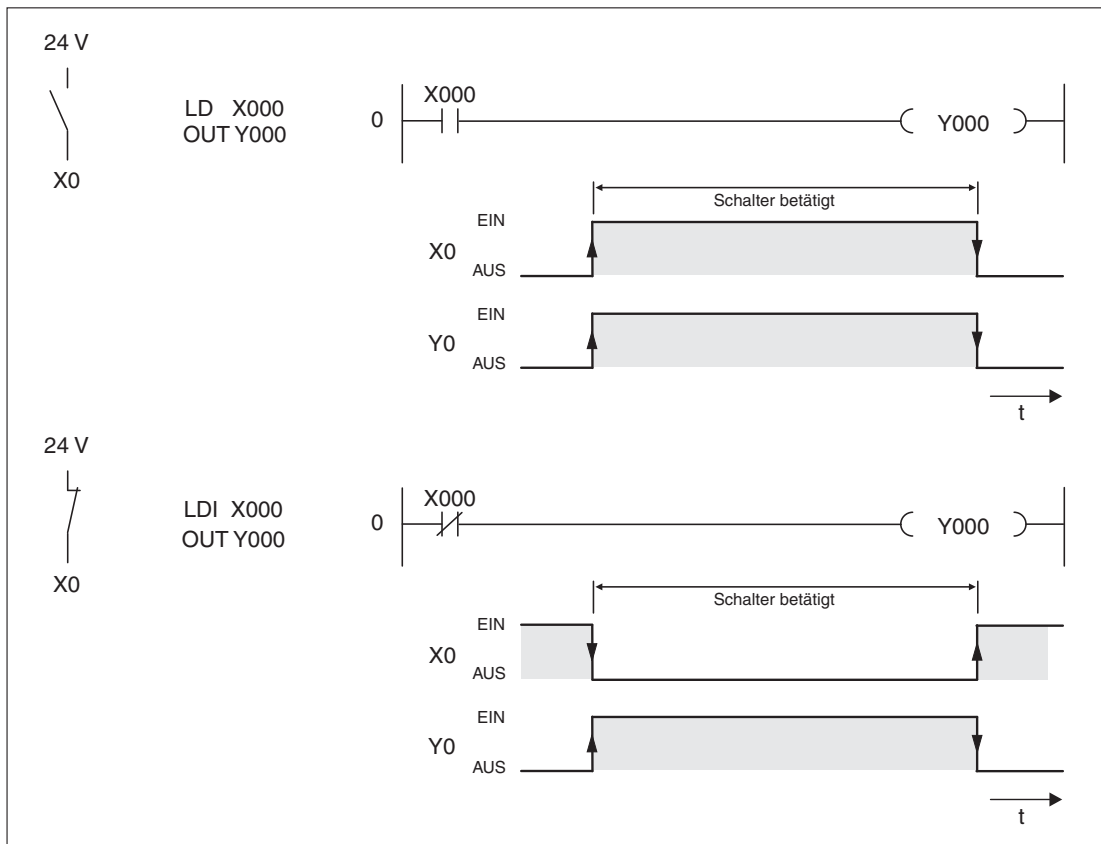 24 V
X0
LD X000
OUT Y000
0
X000
Y000
Schalter betätigt
EIN
X0
AUS
EIN
Y0
AUS
t
24 V
X0
LDI X000
OUT Y000
0
X000
Y000
Schalter betätigt
EIN
X0
AUS
EIN
Y0
AUS
t